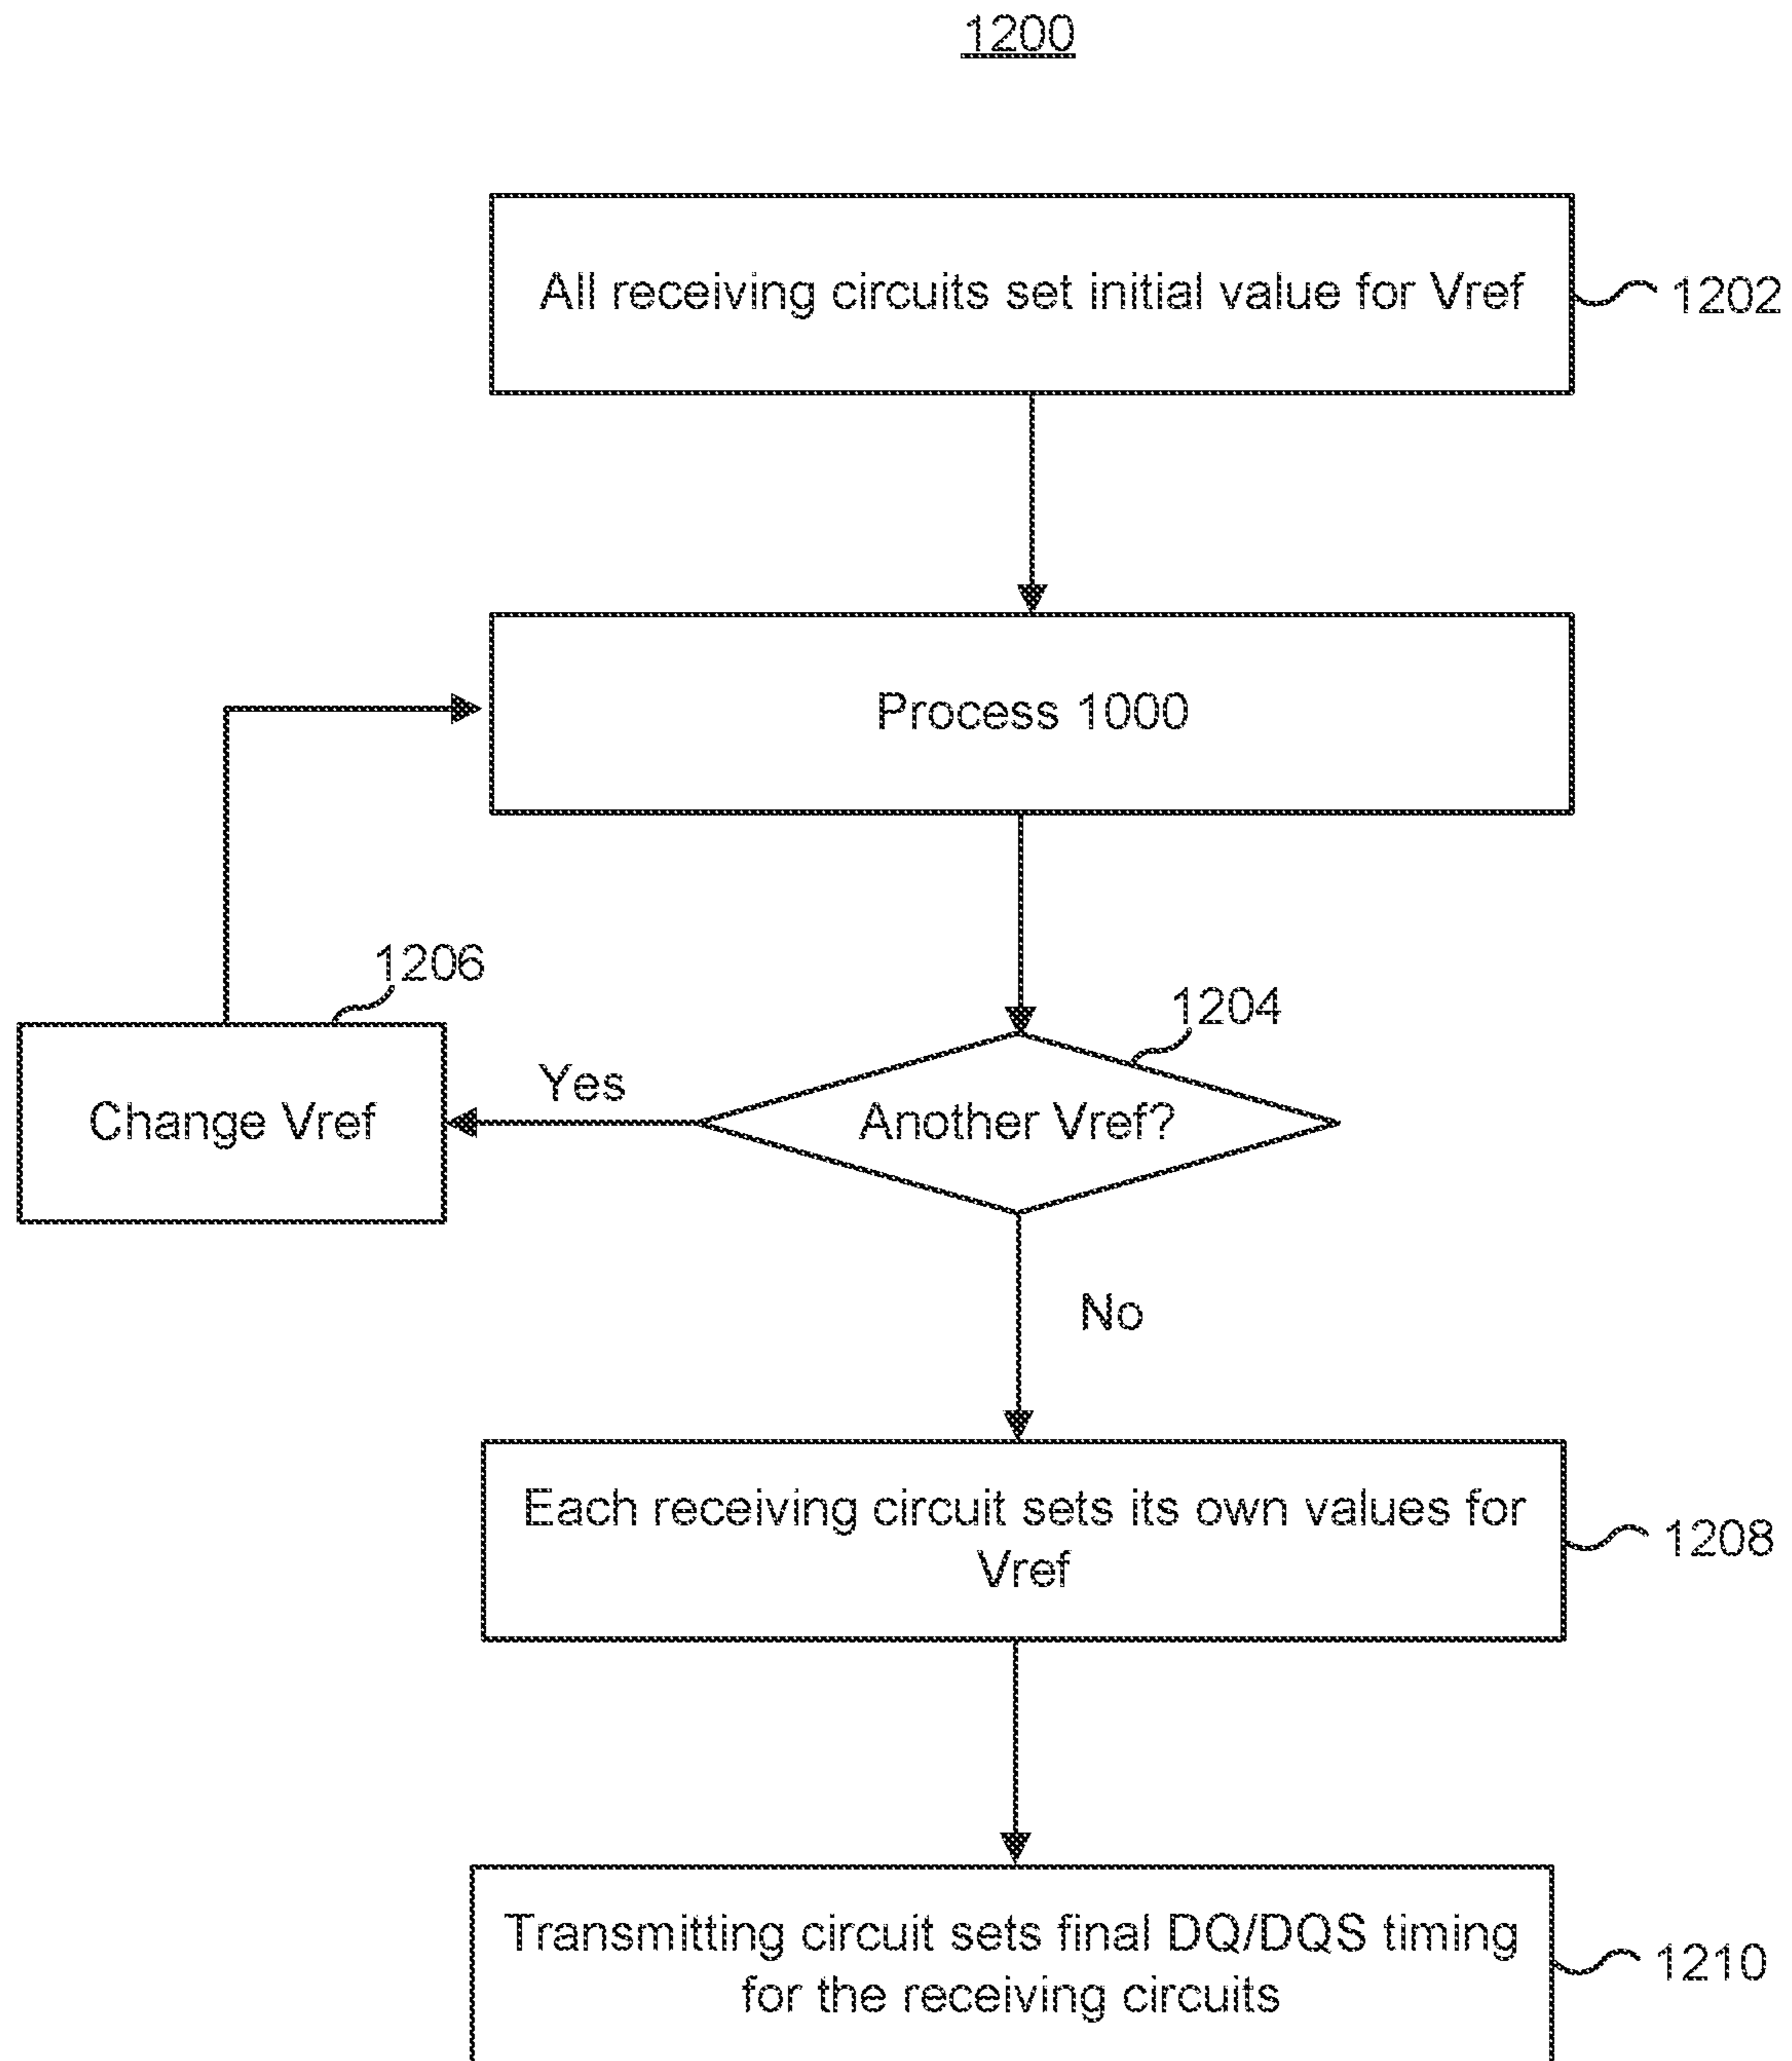 1200
All receiving circuits set initial value for Vref
1202
Process 1000
1206
1204
Change Vref
Yes
Another Vref?
No
Each receiving circuit sets its own values for
Vref
1208
Transmitting circuit sets final DQ/DQS timing
for the receiving circuits
1210